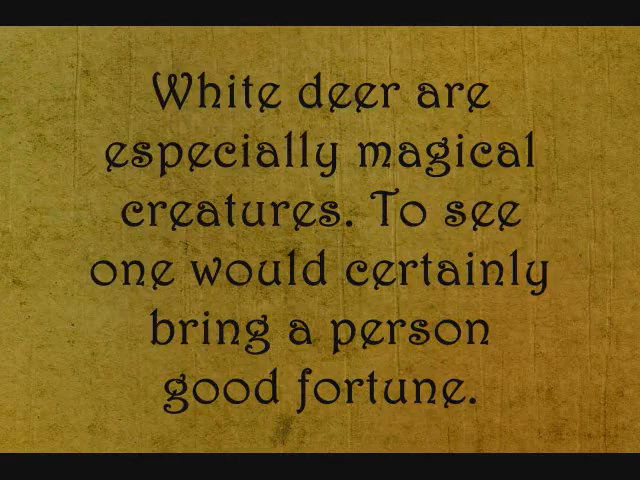 White deer are
especially magical
creatures. To see
one would certainly
bring a person
good fortune.